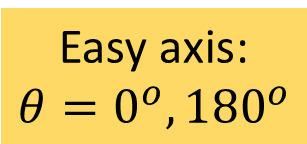 Easy axis:
θ = 0ᵒ, 180ᵒ